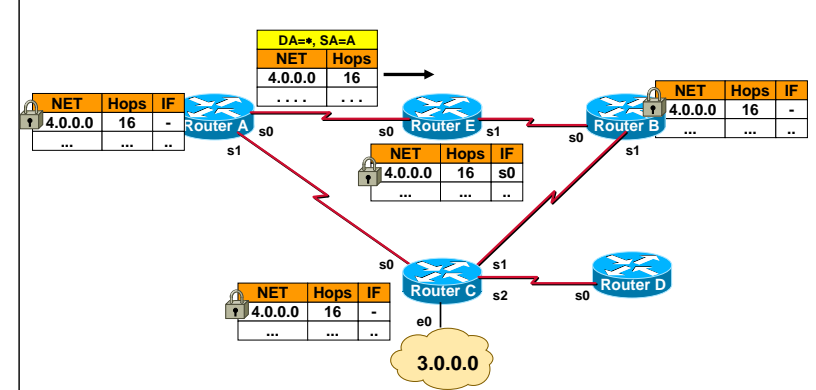 DA=*, SA=A
NET Hops
4.0.0.0 16
. . . . . . .
NET Hops IF
4.0.0.0 16 -
... ... ..
Router A
s0
s1
s0
Router E
s1
s0
Router B
s1
NET Hops IF
4.0.0.0 16 -
... ... ..
NET Hops IF
4.0.0.0 16 s0
... ... ..
s0
Router C
s1
s2
s0
Router D
NET Hops IF
4.0.0.0 16 -
... ... ..
e0
3.0.0.0